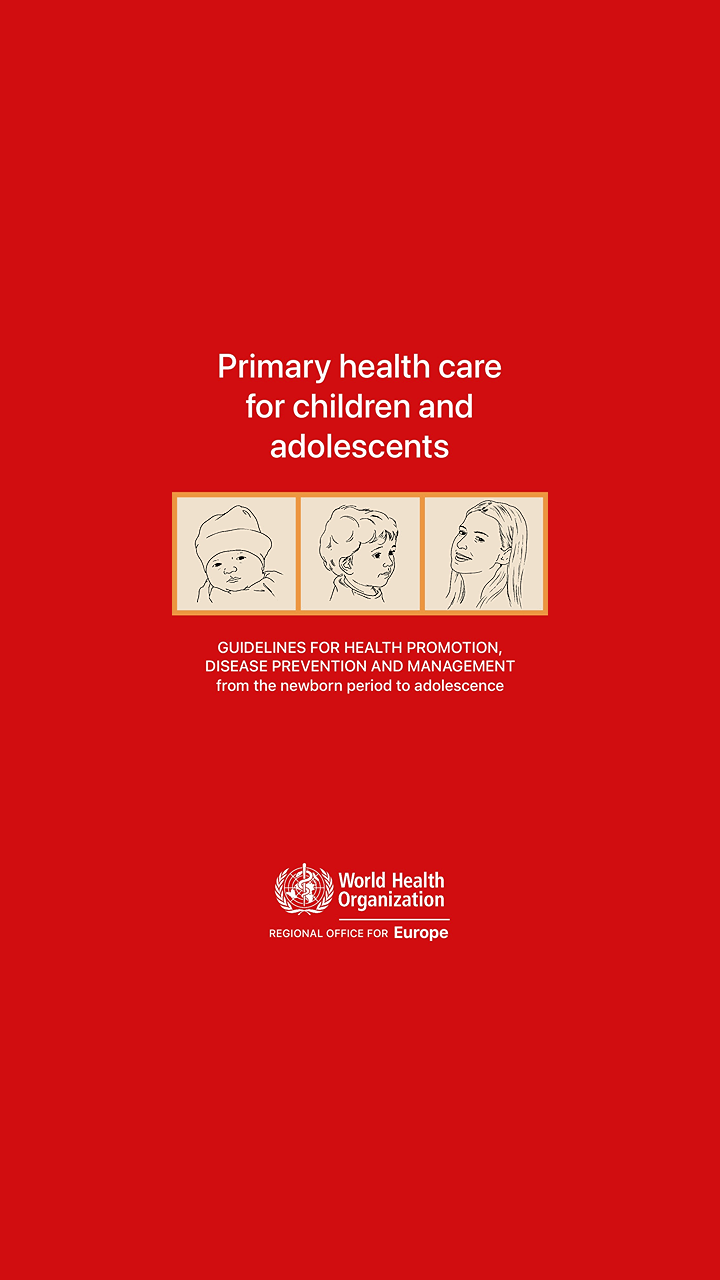 Primary health care
for children and
adolescents
GUIDELINES FOR HEALTH PROMOTION,
DISEASE PREVENTION AND MANAGEMENT
from the newborn period to adolescence
World Health
Organization
REGIONAL OFFICE FOR Europe